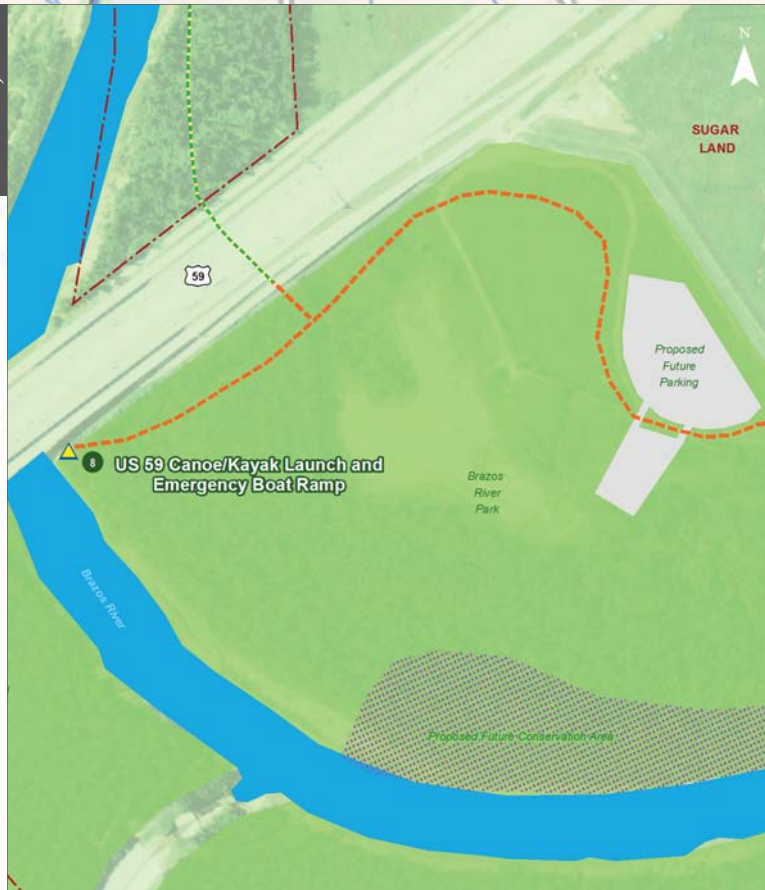 N
SUGAR
LAND
59
Proposed
Future
Parking
8
US 59 Canoe/Kayak Launch and
Emergency Boat Ramp
Brazos
River
Park
Brazos River
Proposed Future Conservation Area